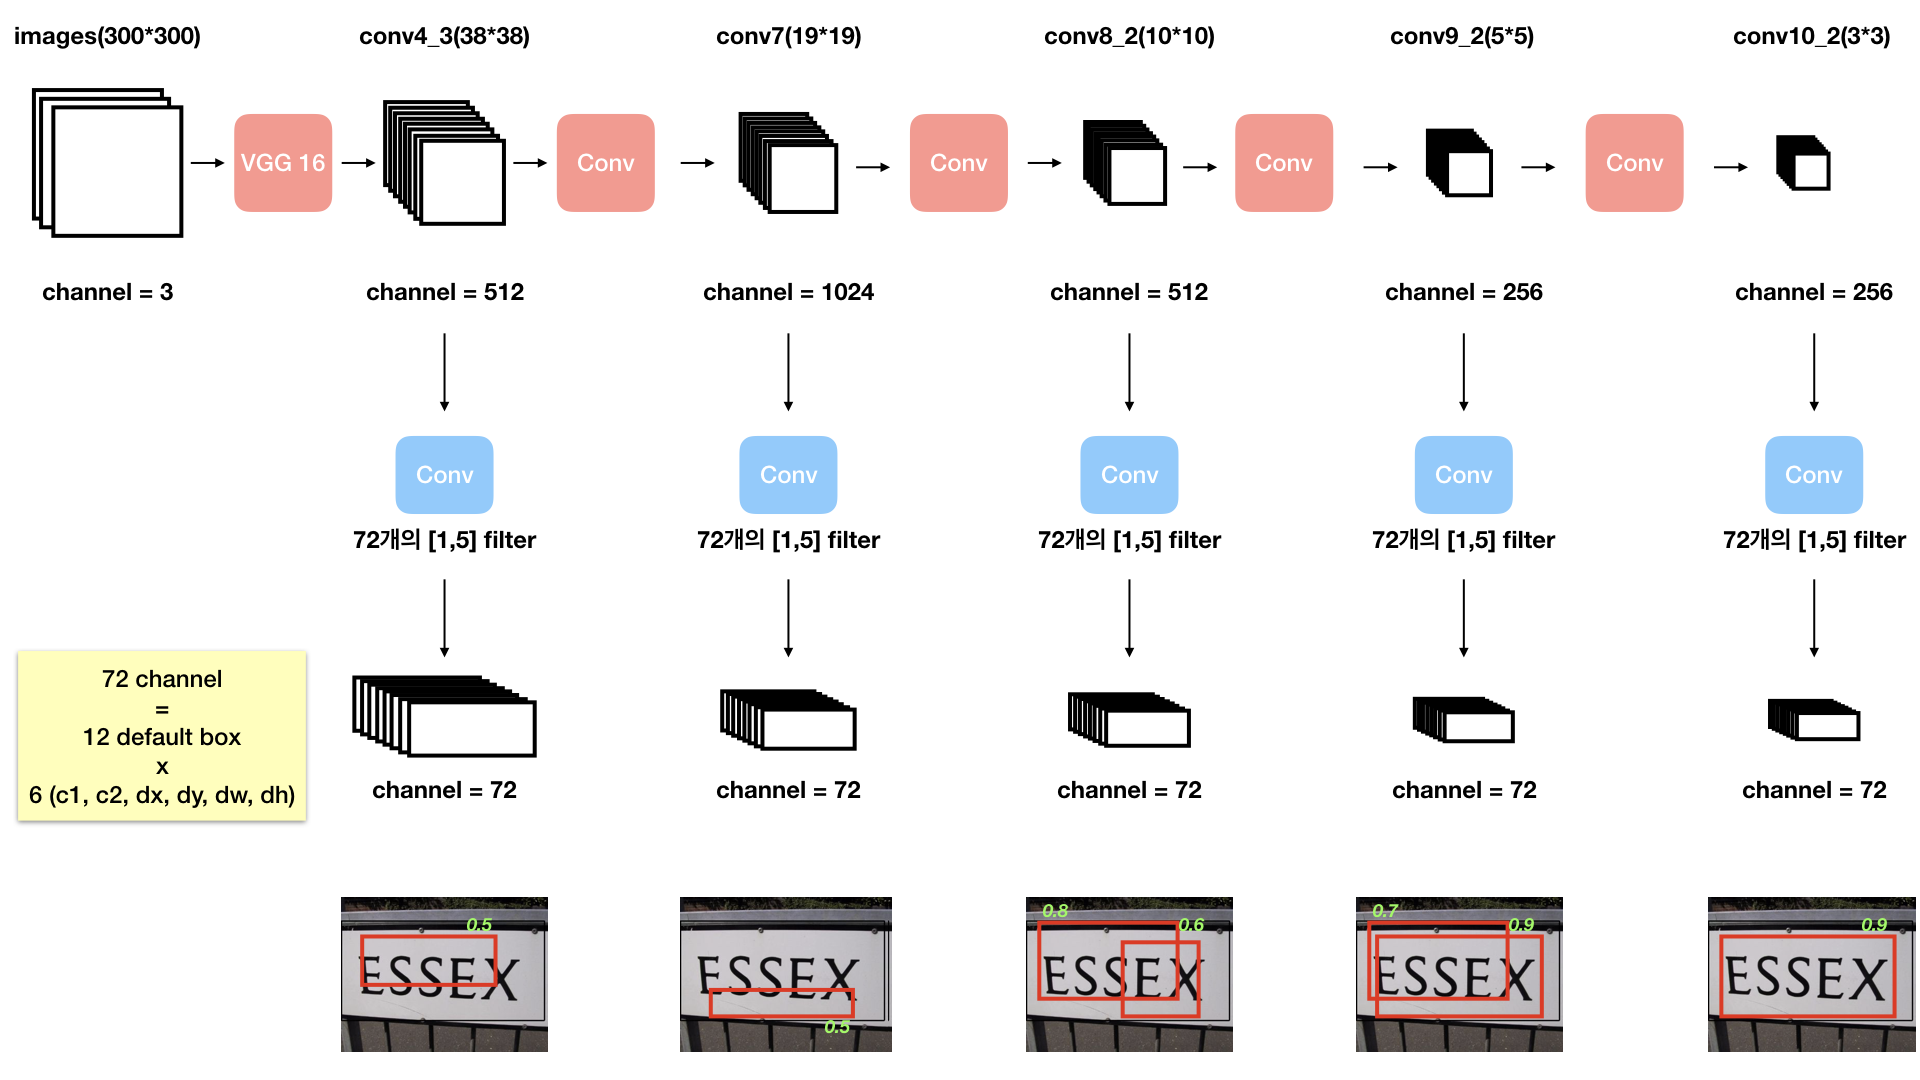 images(300*300)
conv4_3(38*38)
conv7(19*19)
conv8_2(10*10)
conv9_2(5*5)
conv10_2(3*3)
VGG 16
Conv
Conv
Conv
Conv
channel = 3
channel = 512
channel = 1024
channel = 512
channel = 256
channel = 256
Conv
Conv
Conv
Conv
Conv
72개의 [1,5] filter
72개의 [1,5] filter
72개의 [1,5] filter
72개의 [1,5] filter
72개의 [1,5] filter
72 channel
=
12 default box
x
6 (c1, c2, dx, dy, dw, dh)
channel = 72
channel = 72
channel = 72
channel = 72
channel = 72
0.5
ESSEX
ESSEX
0.5
0.8
0.6
ESSEX
0.7
0.9
ESSEX
0.9
ESSEX